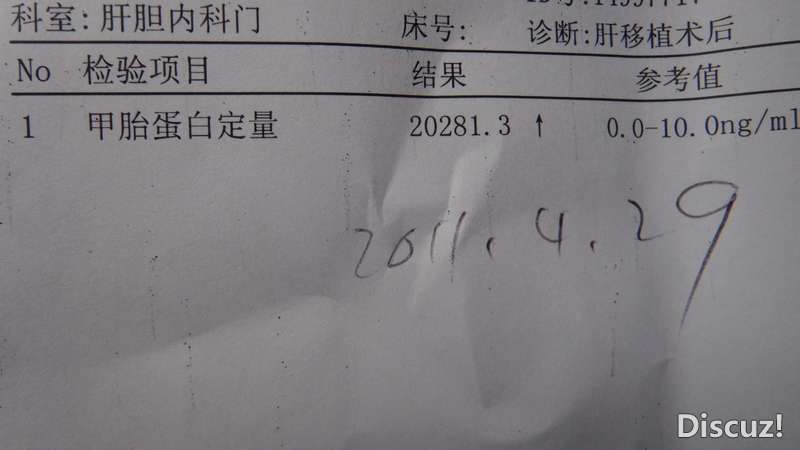 科室:肝胆内科门 床号: 诊断:肝移植术后
No 检验项目 结果 参考值
1 甲胎蛋白定量 20281.3 ↑ 0.0-10.0ng/ml
2011.4.29
Discuz!